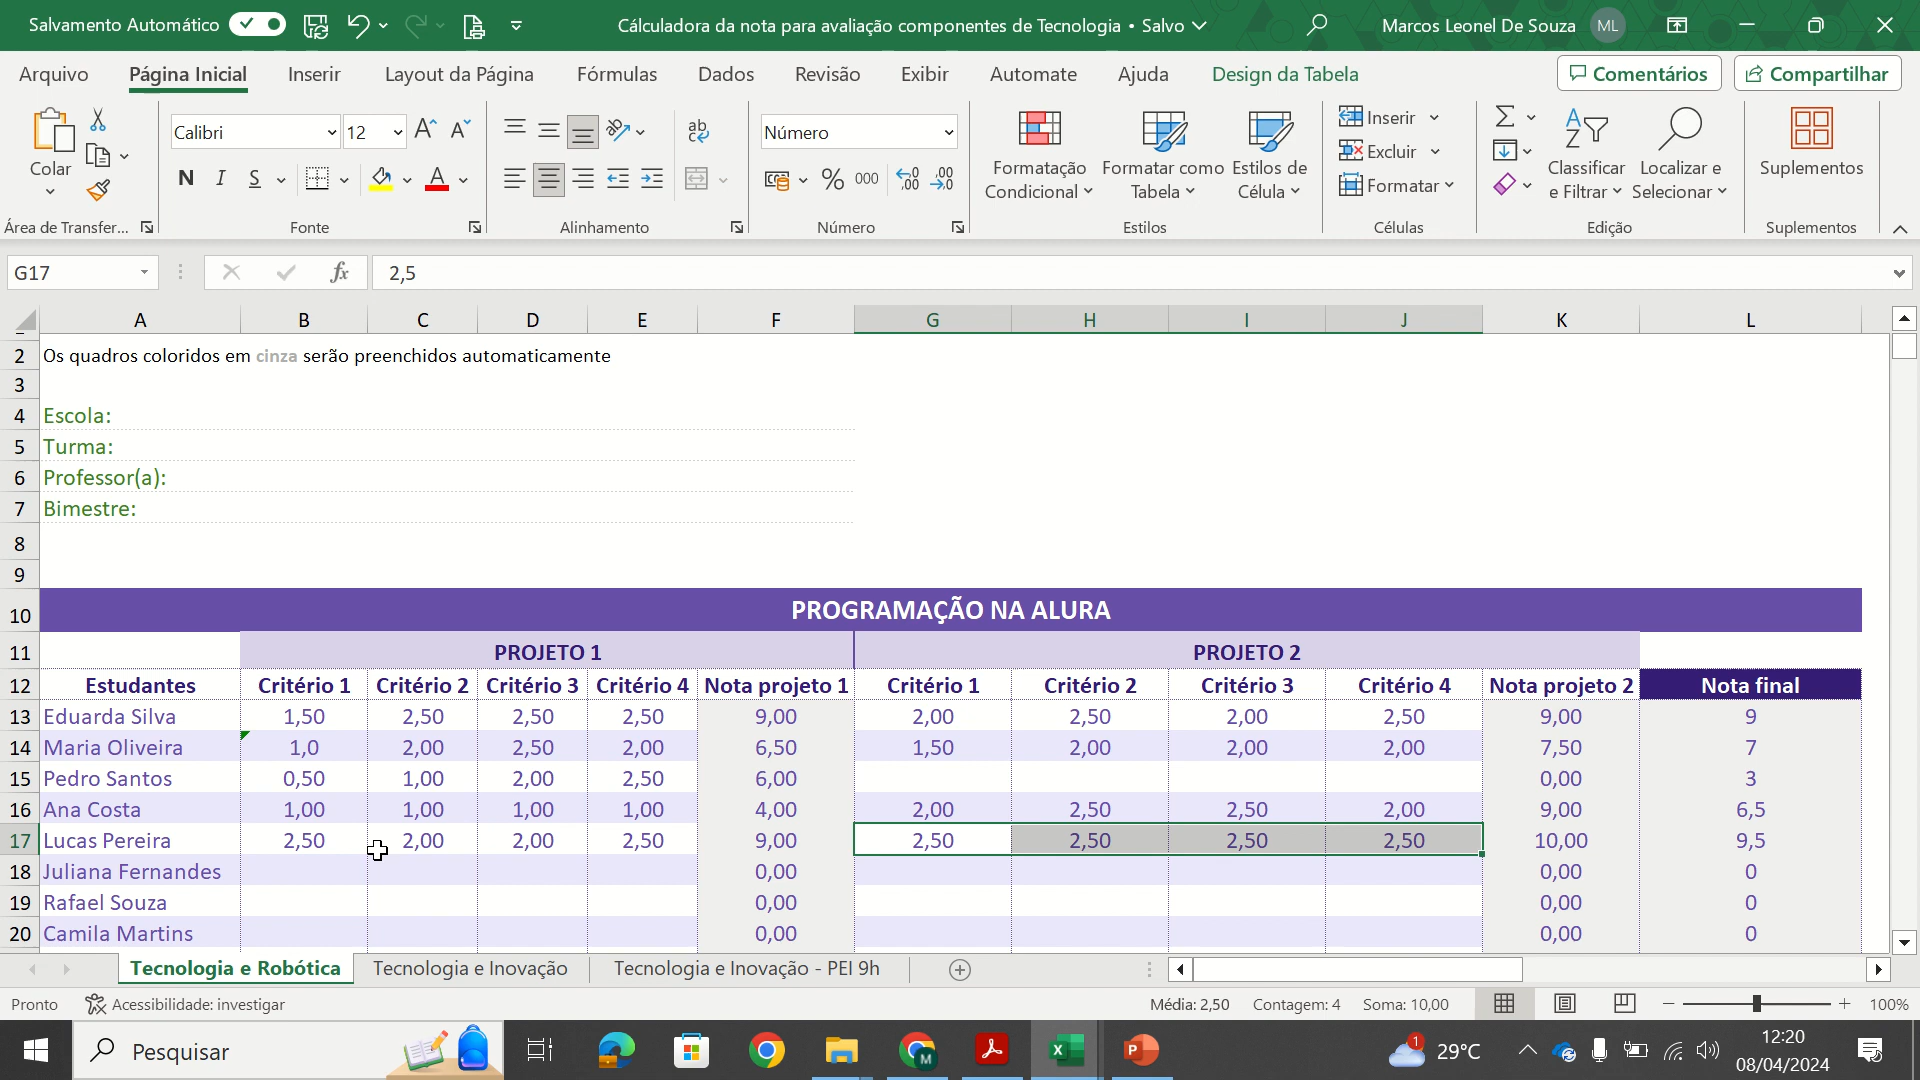 Salvamento Automático
Cálculadora da nota para avaliação componentes de Tecnologia • Salvo
Marcos Leonel De Souza ML
Arquivo Página Inicial Inserir Layout da Página Fórmulas Dados Revisão Exibir Automate Ajuda Design da Tabela Comentários Compartilhar
Colar
Calibri 12
N I S
ab
Número
% 000
Formatação Condicional
Formatar como Tabela
Estilos de Célula
Inserir
Excluir
Formatar
Classificar e Filtrar
Localizar e Selecionar
Suplementos
Área de Transfer... Fonte Alinhamento Número Estilos Células Edição Suplementos
G17 fx 2,5
A B C D E F G H I J K L
2 Os quadros coloridos em cinza serão preenchidos automaticamente
3
4 Escola:
5 Turma:
6 Professor(a):
7 Bimestre:
8
9
10 PROGRAMAÇÃO NA ALURA
11 PROJETO 1 PROJETO 2
12 Estudantes Critério 1 Critério 2 Critério 3 Critério 4 Nota projeto 1 Critério 1 Critério 2 Critério 3 Critério 4 Nota projeto 2 Nota final
13 Eduarda Silva 1,50 2,50 2,50 2,50 9,00 2,00 2,50 2,00 2,50 9,00 9
14 Maria Oliveira 1,0 2,00 2,50 2,00 6,50 1,50 2,00 2,00 2,00 7,50 7
15 Pedro Santos 0,50 1,00 2,00 2,50 6,00 0,00 3
16 Ana Costa 1,00 1,00 1,00 1,00 4,00 2,00 2,50 2,50 2,00 9,00 6,5
17 Lucas Pereira 2,50 2,00 2,00 2,50 9,00 2,50 2,50 2,50 2,50 10,00 9,5
18 Juliana Fernandes 0,00 0,00 0
19 Rafael Souza 0,00 0,00 0
20 Camila Martins 0,00 0,00 0
Tecnologia e Robótica Tecnologia e Inovação Tecnologia e Inovação - PEI 9h
Pronto Acessibilidade: investigar Média: 2,50 Contagem: 4 Soma: 10,00 100%
Pesquisar
1 29°C
12:20
08/04/2024